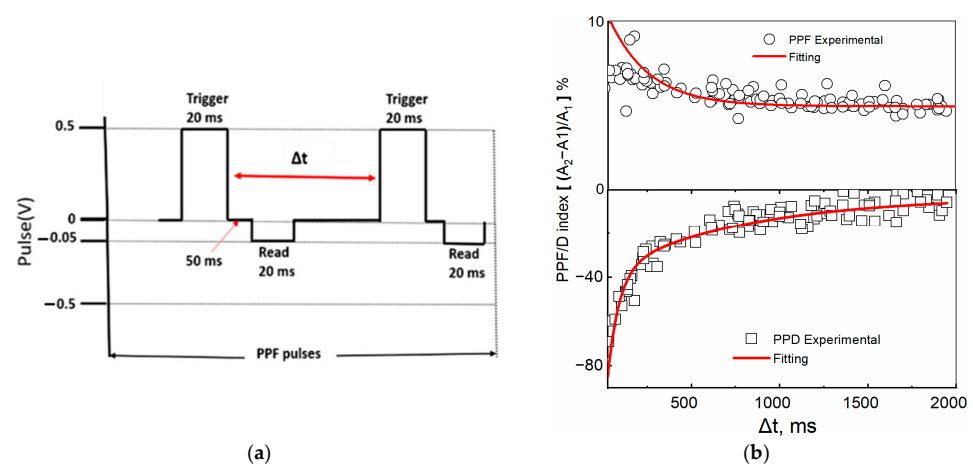 Trigger
20 ms
Trigger
20 ms
0.5
Δt
0
−0.05
Pulse(V)
50 ms
Read
20 ms
Read
20 ms
−0.5
PPF pulses
(a)
10
PPF Experimental
Fitting
0
PPF/D index [ (A₂−A1)/A₁ ] %
−40
PPD Experimental
Fitting
−80
500
1000
1500
2000
Δt, ms
(b)